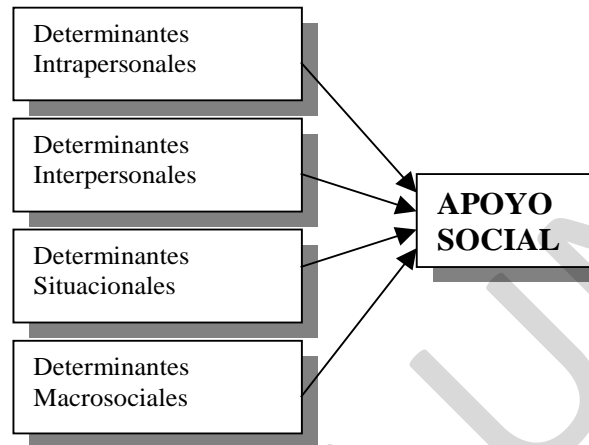 Determinantes
Intrapersonales
Determinantes
Interpersonales
Determinantes
Situacionales
Determinantes
Macrosociales
APOYO
SOCIAL